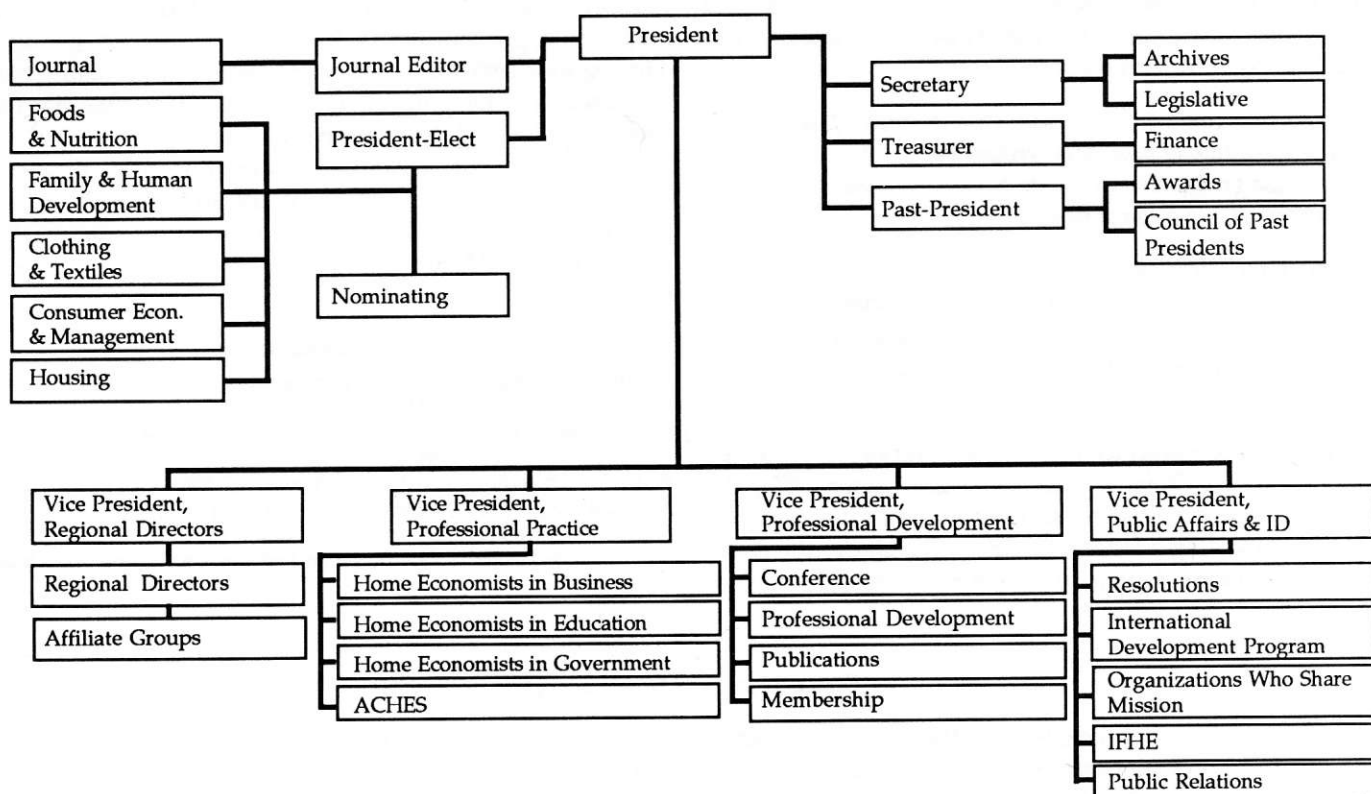 President
Journal
Journal Editor
Foods
& Nutrition
President-Elect
Family & Human
Development
Clothing
& Textiles
Nominating
Consumer Econ.
& Management
Housing
Secretary
Archives
Legislative
Treasurer
Finance
Past-President
Awards
Council of Past
Presidents
Vice President,
Regional Directors
Regional Directors
Affiliate Groups
Vice President,
Professional Practice
Home Economists in Business
Home Economists in Education
Home Economists in Government
ACHES
Vice President,
Professional Development
Conference
Professional Development
Publications
Membership
Vice President,
Public Affairs & ID
Resolutions
International
Development Program
Organizations Who Share
Mission
IFHE
Public Relations